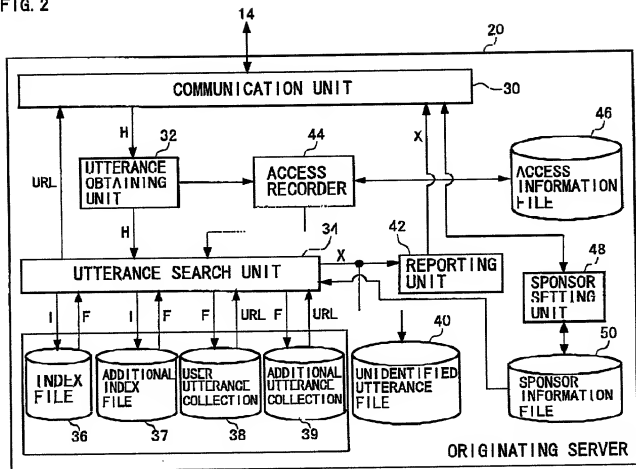 FIG. 2
14
20
COMMUNICATION UNIT
30
URL
H
32
44
X
46
UTTERANCE
OBTAINING
UNIT
ACCESS
RECORDER
ACCESS
INFORMATION
FILE
H
34
X
42
UTTERANCE SEARCH UNIT
REPORTING
UNIT
48
SPONSOR
SETTING
UNIT
I
F
I
F
F
URL
F
URL
40
50
INDEX
FILE
ADDITIONAL
INDEX
FILE
USER
UTTERANCE
COLLECTION
ADDITIONAL
UTTERANCE
COLLECTION
UNIDENTIFIED
UTTERANCE
FILE
SPONSOR
INFORMATION
FILE
36
37
38
39
ORIGINATING SERVER